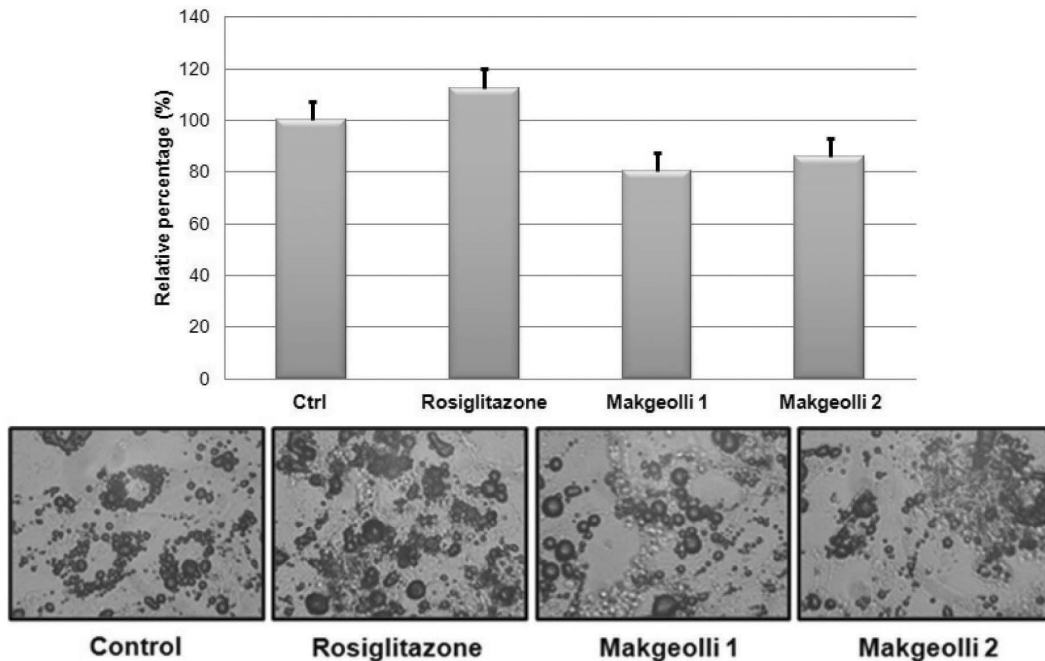 140
120
100
80
60
40
20
0
Relative percentage (%)
Ctrl Rosiglitazone Makgeolli 1 Makgeolli 2
Control Rosiglitazone Makgeolli 1 Makgeolli 2